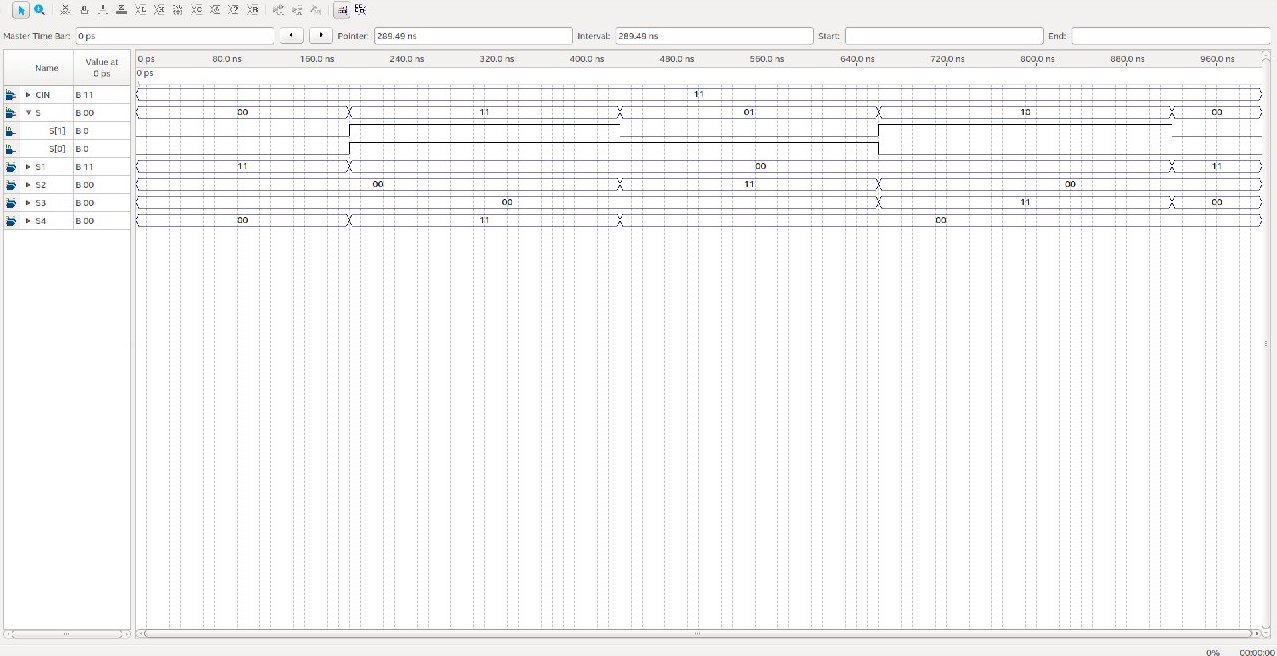 Master Time Bar: 0 ps Pointer: 289.49 ns Interval: 289.49 ns Start: End:
Name Value at 0 ps
0 ps 80.0 ns 160.0 ns 240.0 ns 320.0 ns 400.0 ns 480.0 ns 560.0 ns 640.0 ns 720.0 ns 800.0 ns 880.0 ns 960.0 ns
0 ps
CIN B 11 11
S B 00 00 11 01 10 00
S[1] B 0
S[0] B 0
S1 B 11 11 00 11
S2 B 00 00 11 00
S3 B 00 00 11 00
S4 B 00 00 11 00
0% 00:00:00